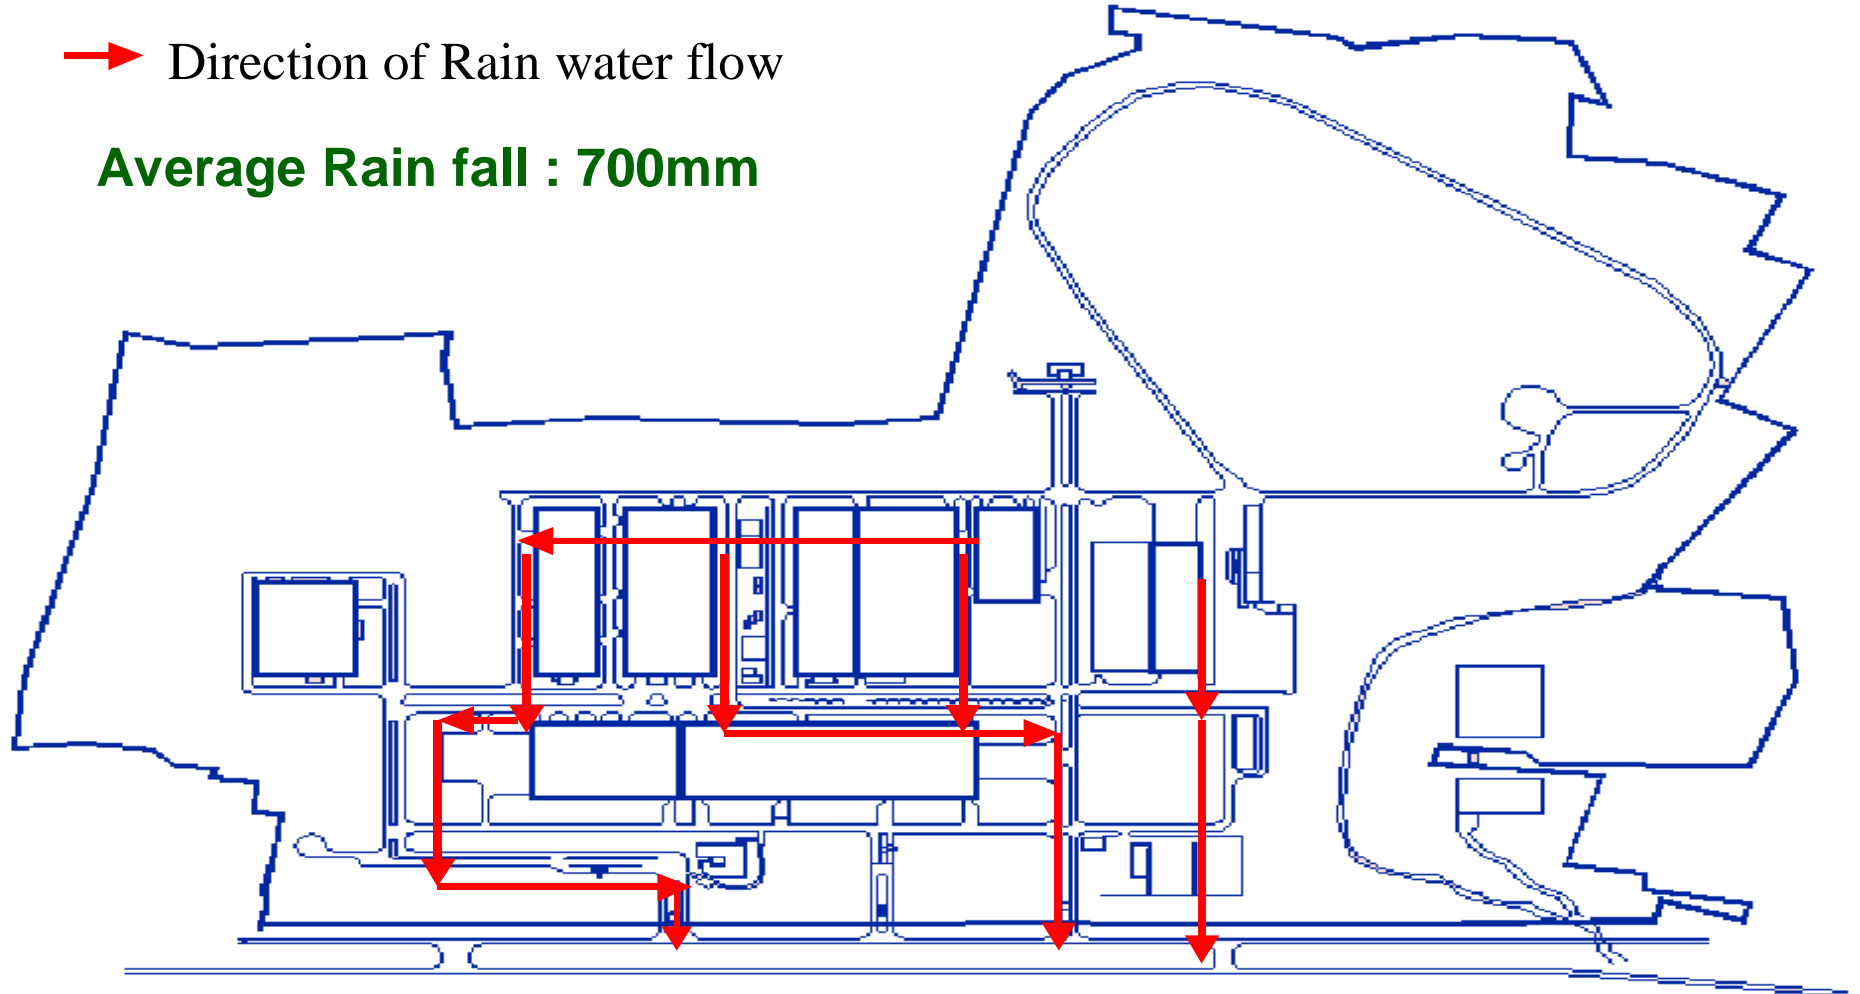 Direction of Rain water flow
Average Rain fall : 700mm